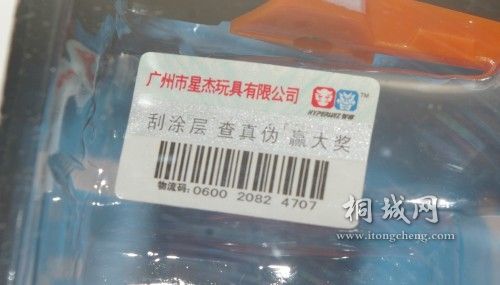 广州市星杰玩具有限公司
TM
刮涂层 查真伪 赢大奖
物流码:0600 2082 4707
桐城网
www.itongcheng.com